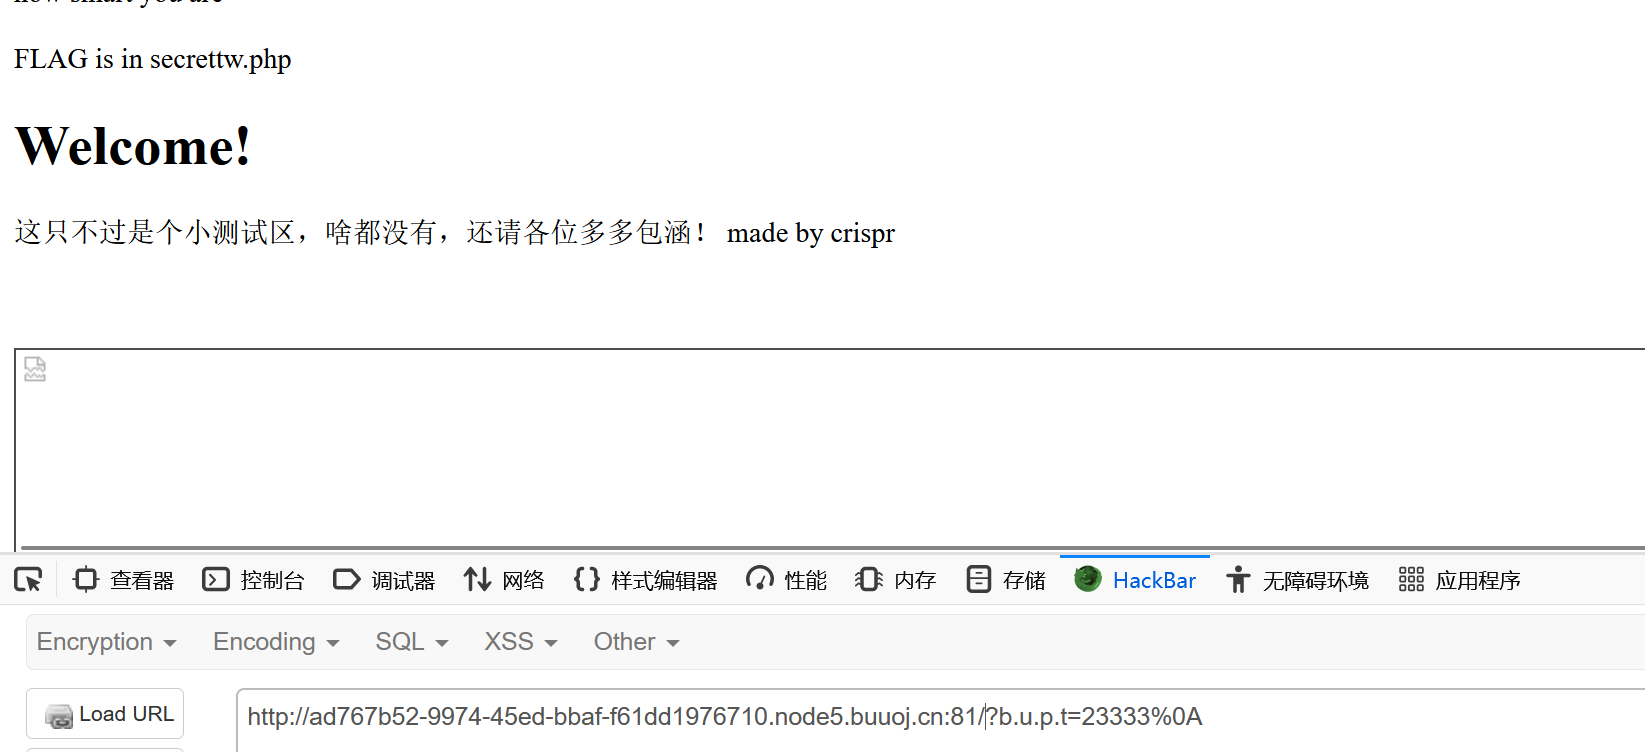 how smart you are
FLAG is in secrettw.php
Welcome!
这只不过是个小测试区，啥都没有，还请各位多多包涵！ made by crispr
查看器 控制台 调试器 网络 样式编辑器 性能 内存 存储 HackBar 无障碍环境 应用程序
Encryption Encoding SQL XSS Other
Load URL http://ad767b52-9974-45ed-bbaf-f61dd1976710.node5.buuoj.cn:81/?b.u.p.t=23333%0A